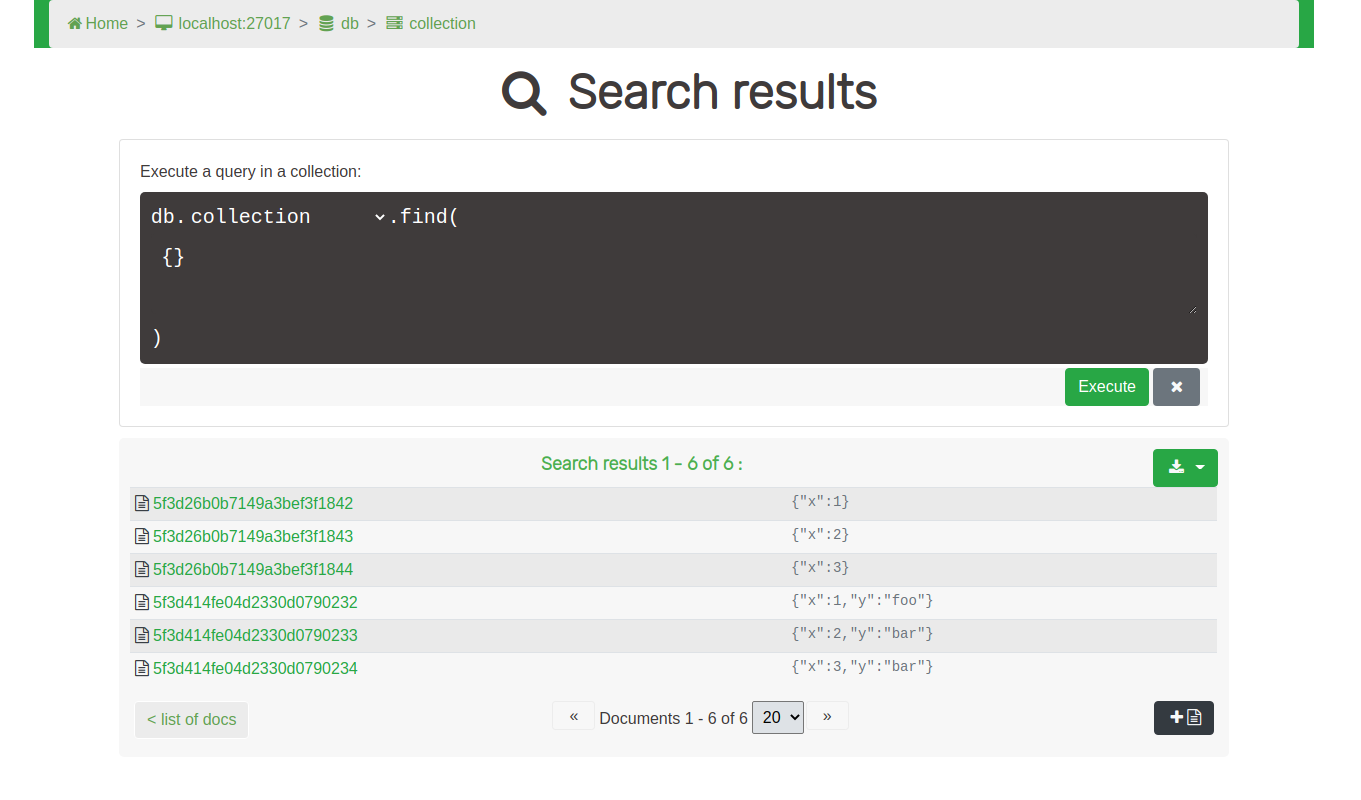 Home > localhost:27017 > db > collection
Search results
Execute a query in a collection:
db. collection .find(
{}
)
Execute
Search results 1 - 6 of 6 :
5f3d26b0b7149a3bef3f1842 {"x":1}
5f3d26b0b7149a3bef3f1843 {"x":2}
5f3d26b0b7149a3bef3f1844 {"x":3}
5f3d414fe04d2330d0790232 {"x":1,"y":"foo"}
5f3d414fe04d2330d0790233 {"x":2,"y":"bar"}
5f3d414fe04d2330d0790234 {"x":3,"y":"bar"}
< list of docs « Documents 1 - 6 of 6 20 »